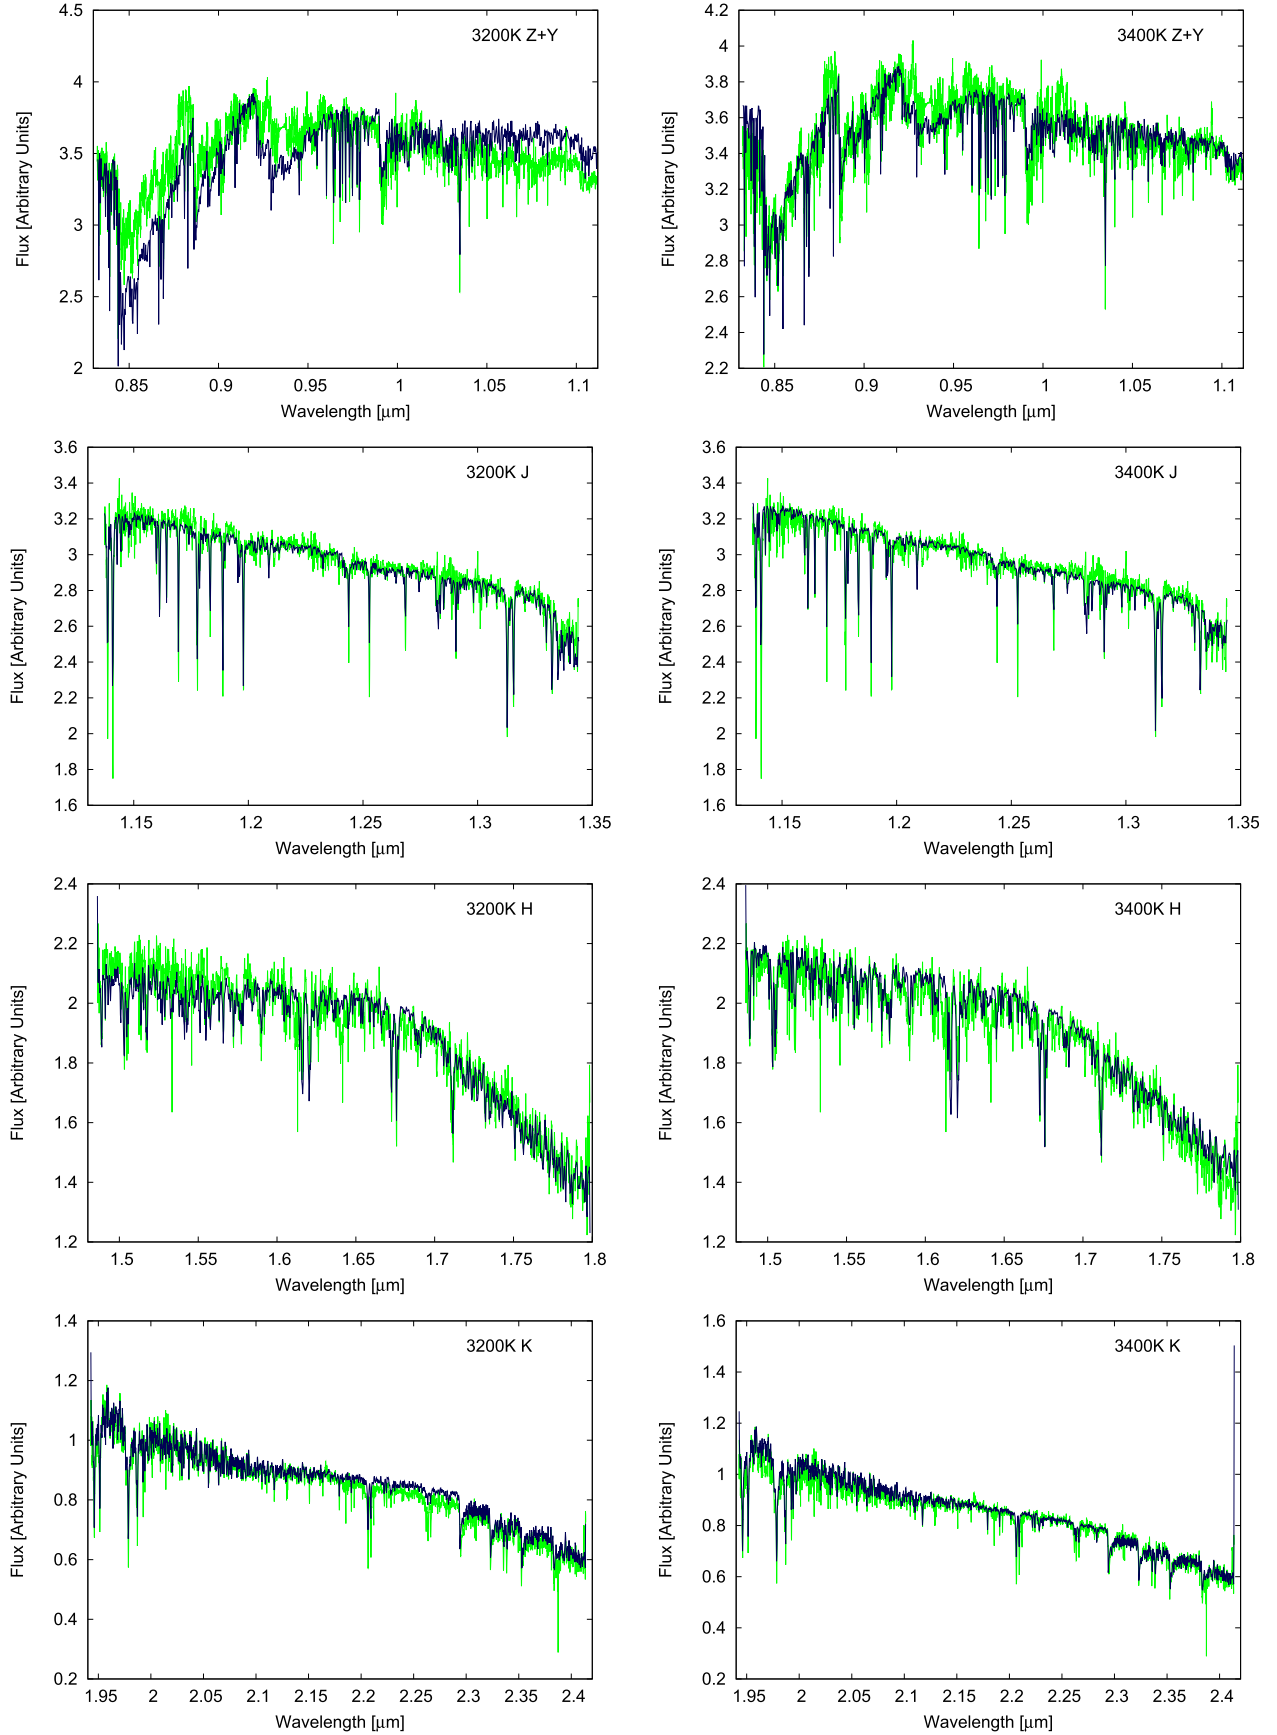 3200K Z+Y
Flux [Arbitrary Units]
4.5
4
3.5
3
2.5
2
0.85 0.9 0.95 1 1.05 1.1
Wavelength [μm]
3400K Z+Y
Flux [Arbitrary Units]
4.2
4
3.8
3.6
3.4
3.2
3
2.8
2.6
2.4
2.2
0.85 0.9 0.95 1 1.05 1.1
Wavelength [μm]
3200K J
Flux [Arbitrary Units]
3.6
3.4
3.2
3
2.8
2.6
2.4
2.2
2
1.8
1.6
1.15 1.2 1.25 1.3 1.35
Wavelength [μm]
3400K J
Flux [Arbitrary Units]
3.6
3.4
3.2
3
2.8
2.6
2.4
2.2
2
1.8
1.6
1.15 1.2 1.25 1.3 1.35
Wavelength [μm]
3200K H
Flux [Arbitrary Units]
2.4
2.2
2
1.8
1.6
1.4
1.2
1.5 1.55 1.6 1.65 1.7 1.75 1.8
Wavelength [μm]
3400K H
Flux [Arbitrary Units]
2.4
2.2
2
1.8
1.6
1.4
1.2
1.5 1.55 1.6 1.65 1.7 1.75 1.8
Wavelength [μm]
3200K K
Flux [Arbitrary Units]
1.4
1.2
1
0.8
0.6
0.4
0.2
1.95 2 2.05 2.1 2.15 2.2 2.25 2.3 2.35 2.4
Wavelength [μm]
3400K K
Flux [Arbitrary Units]
1.6
1.4
1.2
1
0.8
0.6
0.4
0.2
1.95 2 2.05 2.1 2.15 2.2 2.25 2.3 2.35 2.4
Wavelength [μm]